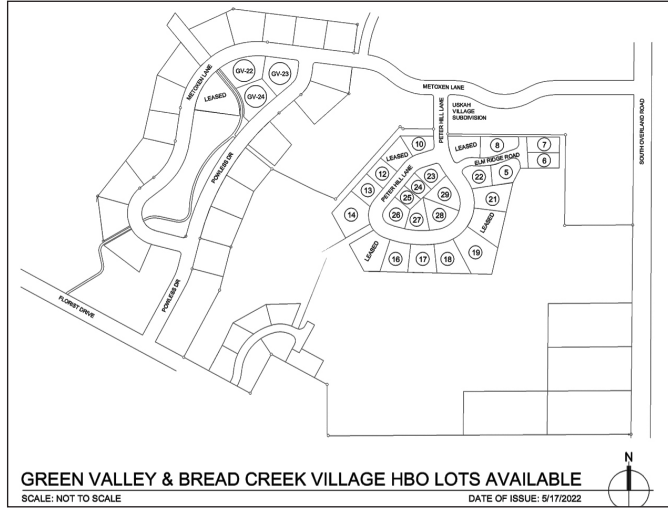 METOXEN LANE
GV-22
GV-23
GV-24
LEASED
POWLESS DR
METOXEN LANE
PETER HILL LANE
USKAH
VILLAGE
SUBDIVISION
SOUTH OVERLAND ROAD
10
LEASED
8
7
6
ELM RIDGE ROAD
LEASED
12
13
14
PETER HILL LANE
23
24
25
26
27
28
29
22
5
21
LEASED
LEASED
16
17
18
19
FLORIST DRIVE
POWLESS DR
GREEN VALLEY & BREAD CREEK VILLAGE HBO LOTS AVAILABLE
N
SCALE: NOT TO SCALE
DATE OF ISSUE: 5/17/2022